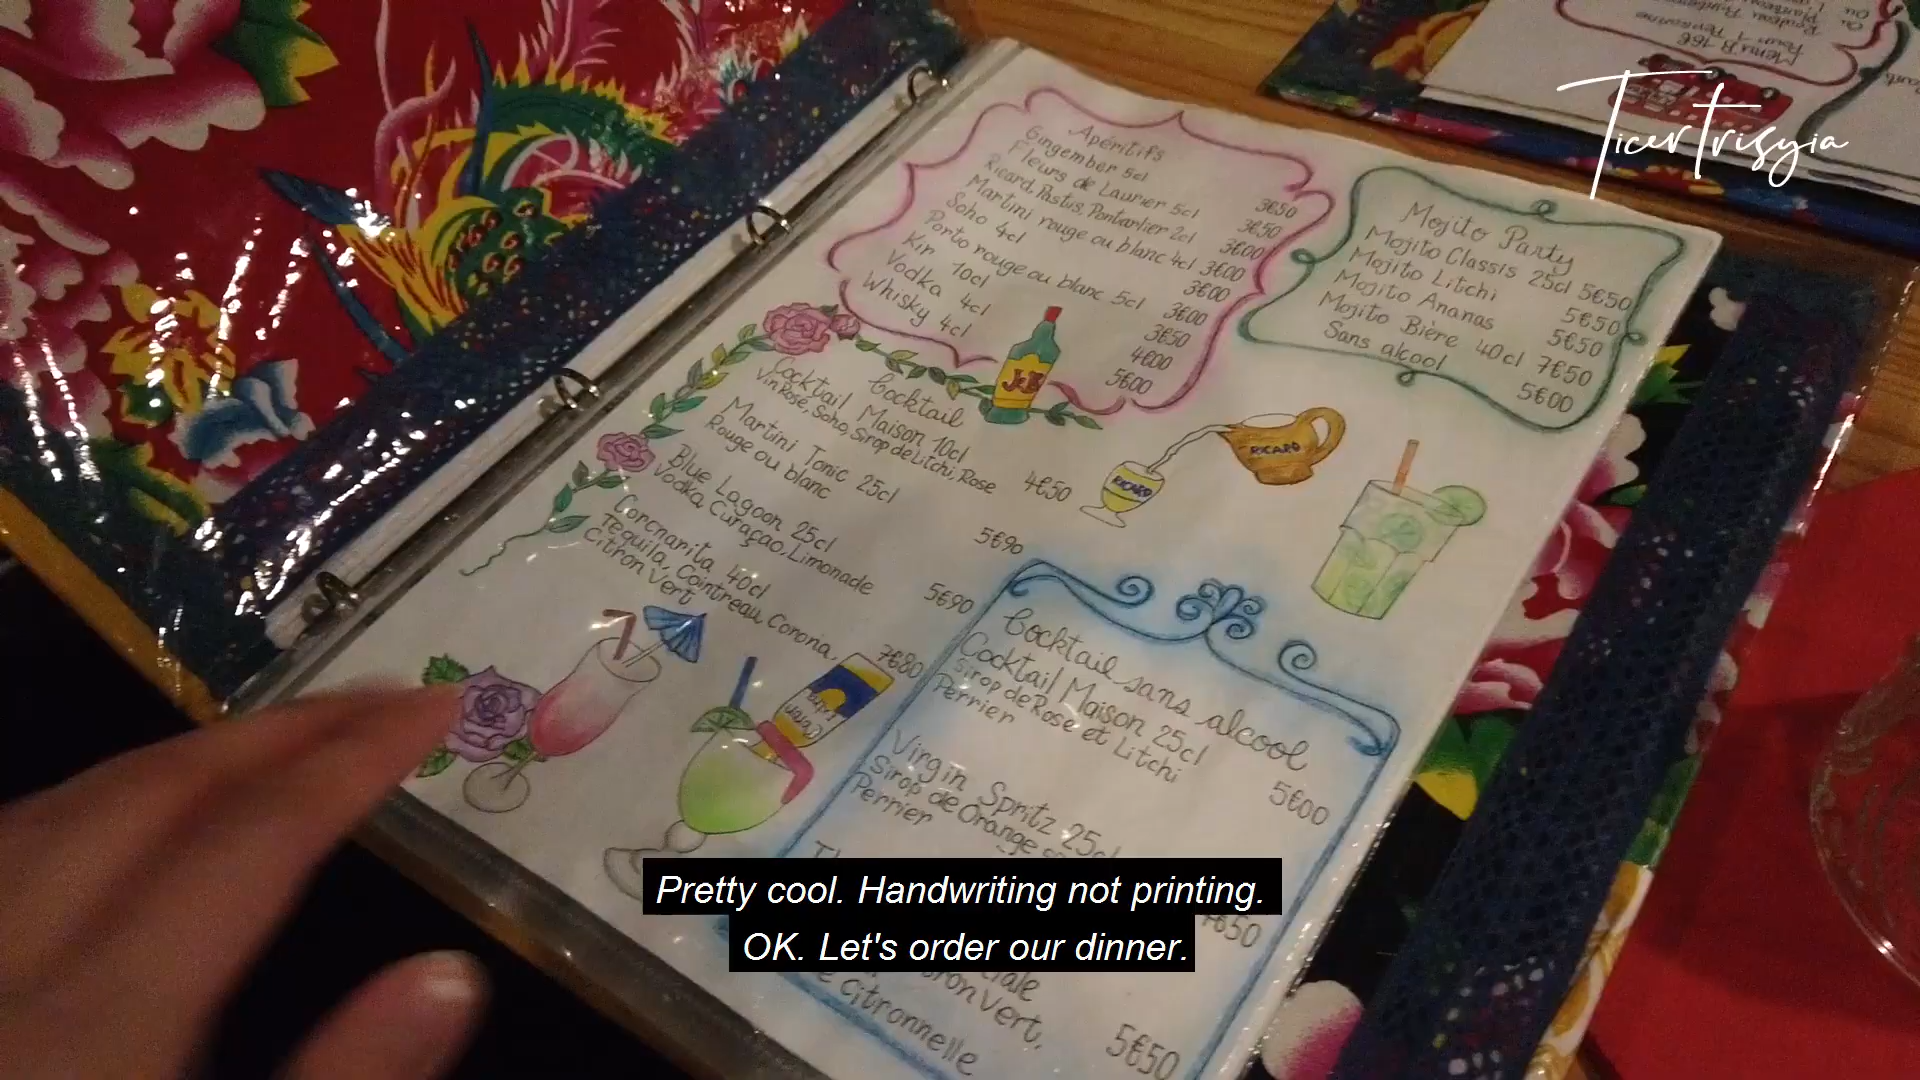 Apéritifs
Gingember 5cl 3€50
Fleurs de Laurier 5cl 3€50
Ricard, Pastis, Pontarlier 2cl 3€00
Martini rouge ou blanc 4cl 3€00
Soho 4cl 3€00
Porto rouge ou blanc 5cl 3€00
Kir 10cl 3€50
Vodka 4cl 4€00
Whisky 4cl 5€00
J&B
Mojito Party
Mojito Classis 25cl 5€50
Mojito Litchi 5€50
Mojito Ananas 5€50
Mojito Bière 40cl 7€50
Sans alcool 5€00
Cocktail
Cocktail Maison 10cl
Vin Rosé, Soho, Sirop de Litchi, Rose 4€50
Martini Tonic 25cl
Rouge ou blanc 5€90
Blue Lagoon 25cl
Vodka, Curaçao, Limonade 5€90
Coronarita 40cl
Tequila, Cointreau, Corona, 7€80
Citron Vert
RICARD
RICARD
Cocktail sans alcool
Cocktail Maison 25cl
Sirop de Rose et Litchi 5€00
Perrier
Virgin Spritz 25cl
Sirop de Orange
Perrier
Vert,
citronnelle 5€50
Menu B 16€
Pour 1 Personne
Ticertrisyia
Pretty cool. Handwriting not printing.
OK. Let's order our dinner.